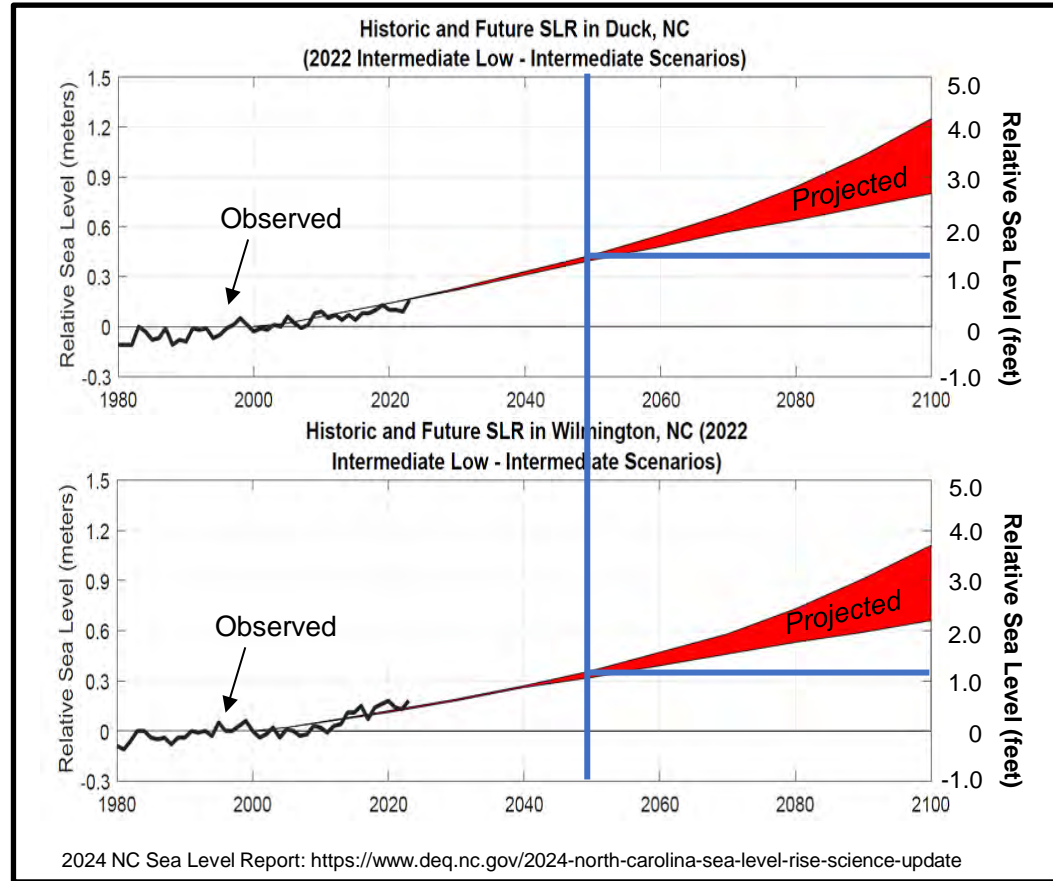 Historic and Future SLR in Duck, NC
(2022 Intermediate Low - Intermediate Scenarios)
Relative Sea Level (meters)
1.5
1.2
0.9
0.6
0.3
0
-0.3
Observed
Projected
5.0
4.0
3.0
2.0
1.0
0
-1.0
Relative Sea Level (feet)
1980 2000 2020 2040 2060 2080 2100
Historic and Future SLR in Wilmington, NC (2022
Intermediate Low - Intermediate Scenarios)
Relative Sea Level (meters)
1.5
1.2
0.9
0.6
0.3
0
-0.3
Observed
Projected
5.0
4.0
3.0
2.0
1.0
0
-1.0
Relative Sea Level (feet)
1980 2000 2020 2040 2060 2080 2100
2024 NC Sea Level Report: https://www.deq.nc.gov/2024-north-carolina-sea-level-rise-science-update